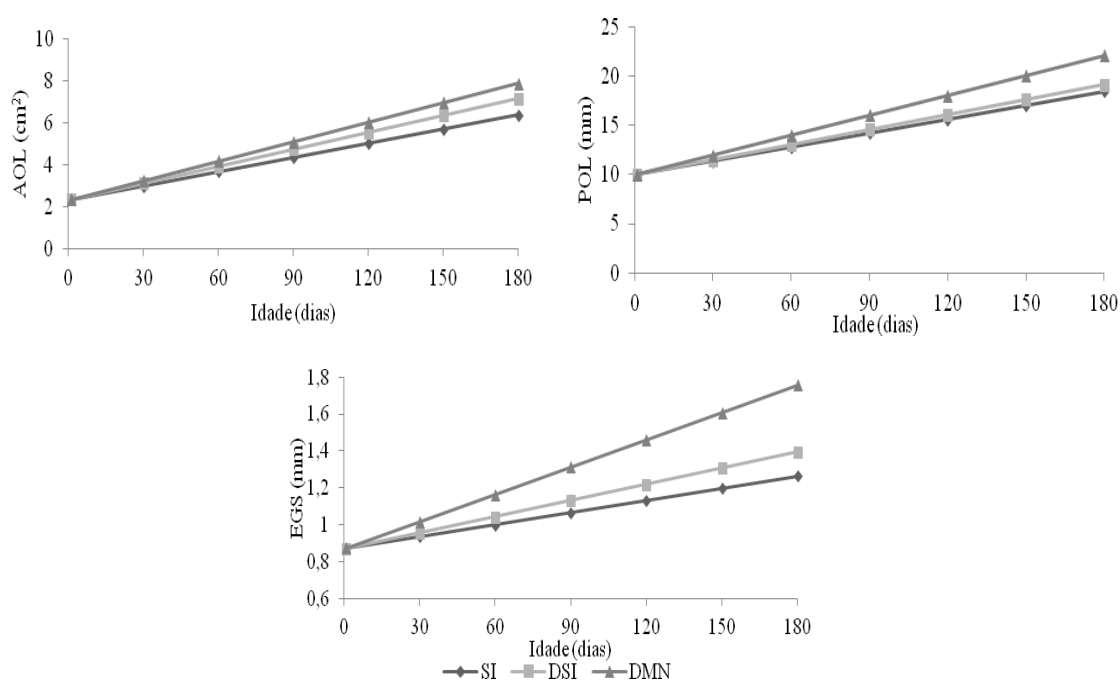 10
8
6
4
2
0
AOL (cm²)
0 30 60 90 120 150 180
Idade (dias)
25
20
15
10
5
0
POL (mm)
0 30 60 90 120 150 180
Idade (dias)
1,8
1,6
1,4
1,2
1
0,8
0,6
EGS (mm)
0 30 60 90 120 150 180
Idade (dias)
SI DSI DMN